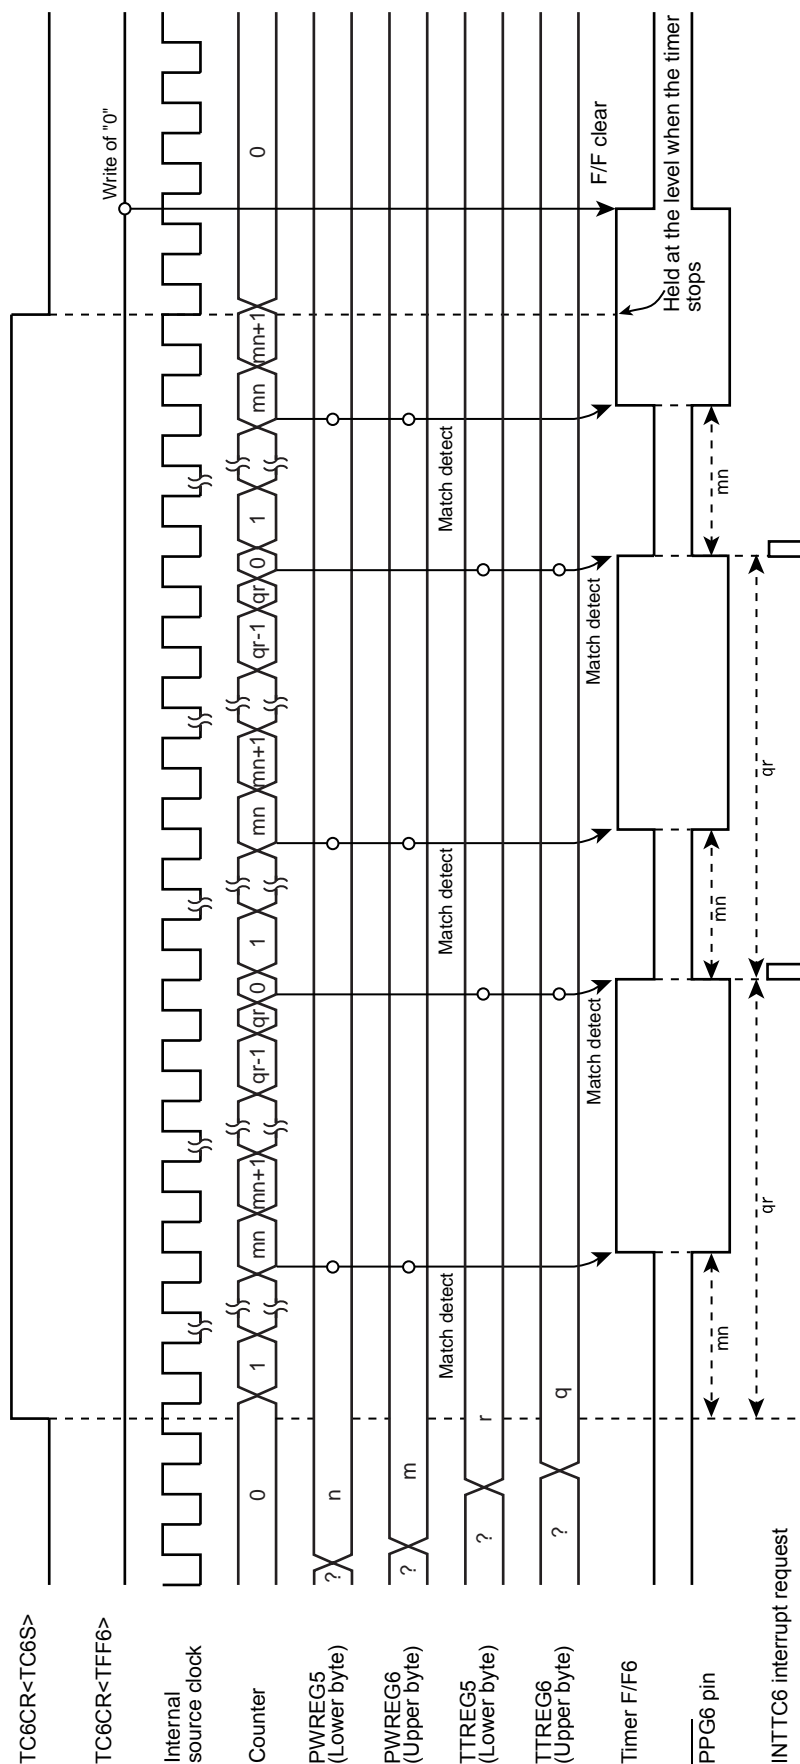 TC6CR<TC6S>
TC6CR<TFF6>
Write of "0"
Internal
source clock
Counter
0
1
mn
mn+1
qr-1
qr
0
1
mn
mn+1
qr-1
qr
0
1
mn
mn+1
0
PWREG5
(Lower byte)
?
n
PWREG6
(Upper byte)
?
m
Match detect
Match detect
Match detect
TTREG5
(Lower byte)
?
r
TTREG6
(Upper byte)
?
q
Match detect
Match detect
F/F clear
Timer F/F6
Held at the level when the timer
stops
PPG6 pin
mn
mn
mn
qr
qr
INTTC6 interrupt request